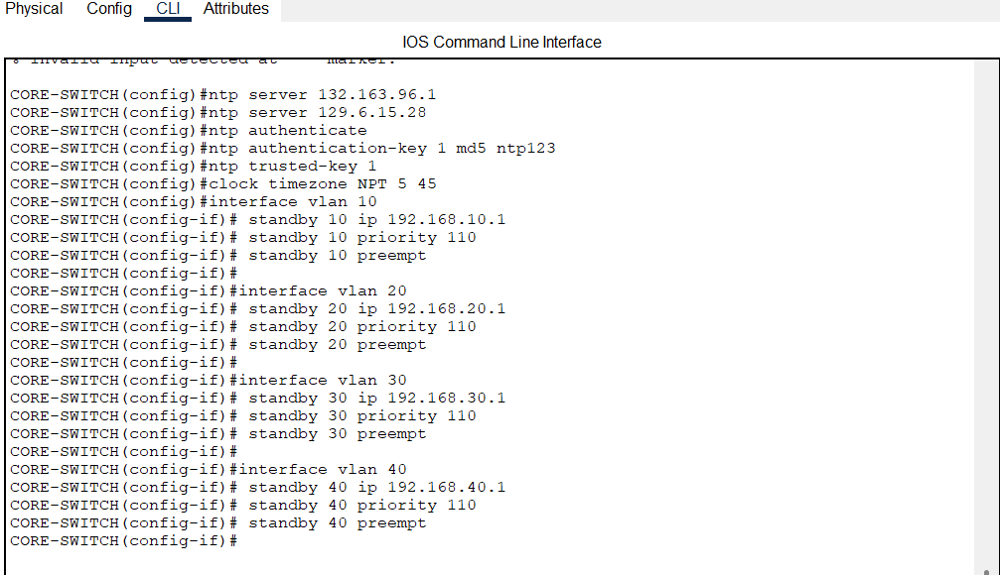 Physical Config CLI Attributes
IOS Command Line Interface
% Invalid input detected at marker.
CORE-SWITCH(config)#ntp server 132.163.96.1
CORE-SWITCH(config)#ntp server 129.6.15.28
CORE-SWITCH(config)#ntp authenticate
CORE-SWITCH(config)#ntp authentication-key 1 md5 ntp123
CORE-SWITCH(config)#ntp trusted-key 1
CORE-SWITCH(config)#clock timezone NPT 5 45
CORE-SWITCH(config)#interface vlan 10
CORE-SWITCH(config-if)# standby 10 ip 192.168.10.1
CORE-SWITCH(config-if)# standby 10 priority 110
CORE-SWITCH(config-if)# standby 10 preempt
CORE-SWITCH(config-if)#
CORE-SWITCH(config-if)#interface vlan 20
CORE-SWITCH(config-if)# standby 20 ip 192.168.20.1
CORE-SWITCH(config-if)# standby 20 priority 110
CORE-SWITCH(config-if)# standby 20 preempt
CORE-SWITCH(config-if)#
CORE-SWITCH(config-if)#interface vlan 30
CORE-SWITCH(config-if)# standby 30 ip 192.168.30.1
CORE-SWITCH(config-if)# standby 30 priority 110
CORE-SWITCH(config-if)# standby 30 preempt
CORE-SWITCH(config-if)#
CORE-SWITCH(config-if)#interface vlan 40
CORE-SWITCH(config-if)# standby 40 ip 192.168.40.1
CORE-SWITCH(config-if)# standby 40 priority 110
CORE-SWITCH(config-if)# standby 40 preempt
CORE-SWITCH(config-if)#